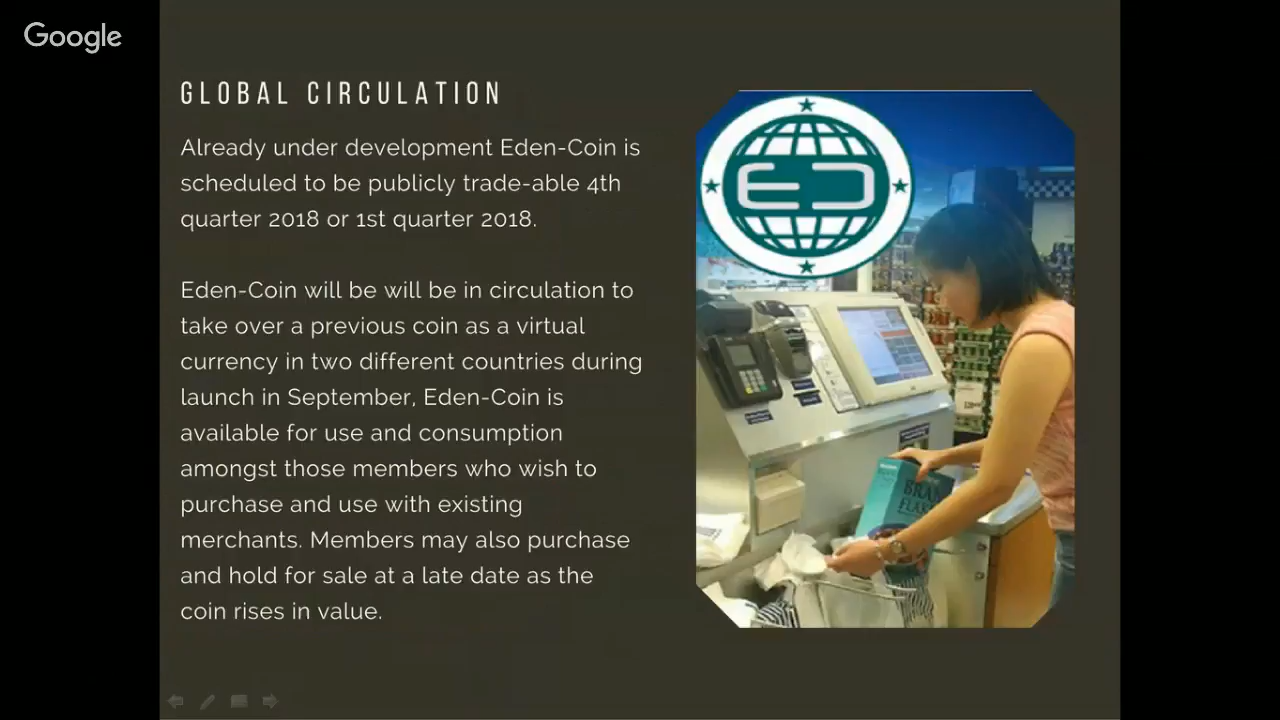 Google
GLOBAL CIRCULATION
Already under development Eden-Coin is
scheduled to be publicly trade-able 4th
quarter 2018 or 1st quarter 2018.
Eden-Coin will be will be in circulation to
take over a previous coin as a virtual
currency in two different countries during
launch in September, Eden-Coin is
available for use and consumption
amongst those members who wish to
purchase and use with existing
merchants. Members may also purchase
and hold for sale at a late date as the
coin rises in value.
BRAN